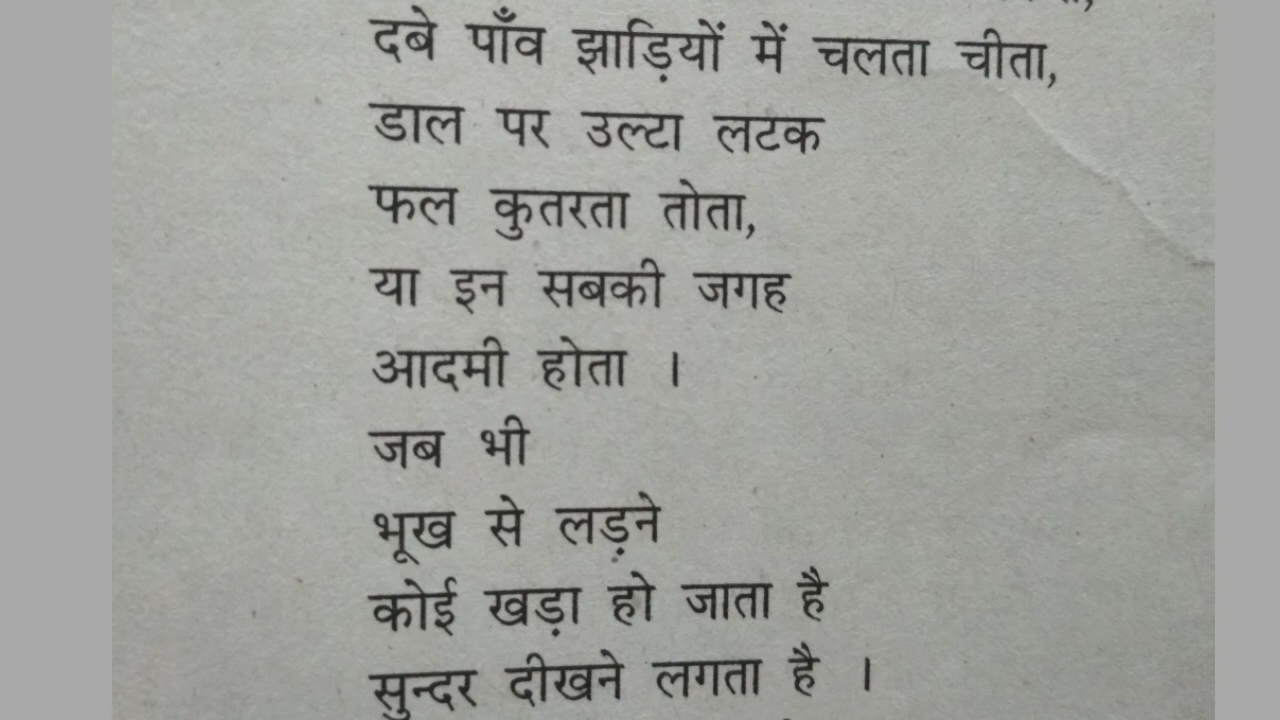 दबे पाँव झाड़ियों में चलता चीता,
डाल पर उल्टा लटक
फल कुतरता तोता,
या इन सबकी जगह
आदमी होता ।
जब भी
भूख से लड़ने
कोई खड़ा हो जाता है
सुन्दर दीखने लगता है ।